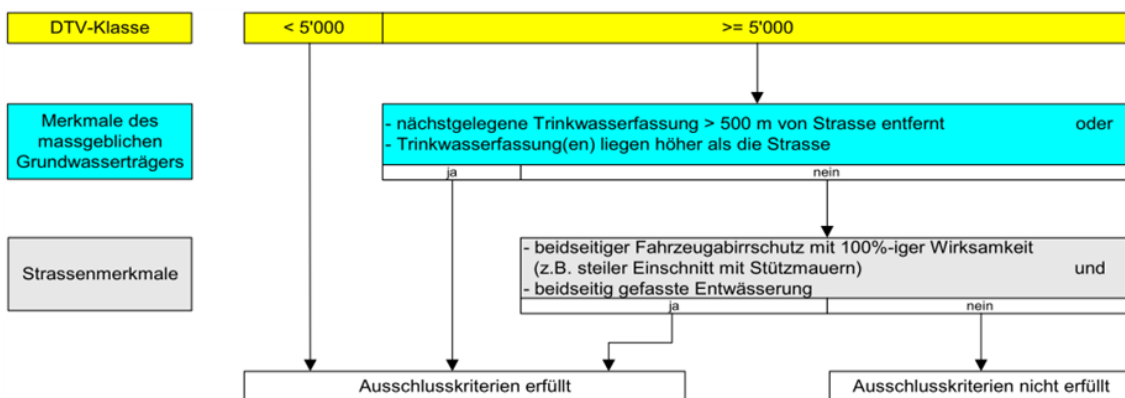 DTV-Klasse
< 5'000
>= 5'000
Merkmale des
massgeblichen
Grundwasserträgers
- nächstgelegene Trinkwasserfassung > 500 m von Strasse entfernt oder
- Trinkwasserfassung(en) liegen höher als die Strasse
ja
nein
Strassenmerkmale
- beidseitiger Fahrzeugabirrschutz mit 100%-iger Wirksamkeit
(z.B. steiler Einschnitt mit Stützmauern) und
- beidseitig gefasste Entwässerung
ja
nein
Ausschlusskriterien erfüllt
Ausschlusskriterien nicht erfüllt